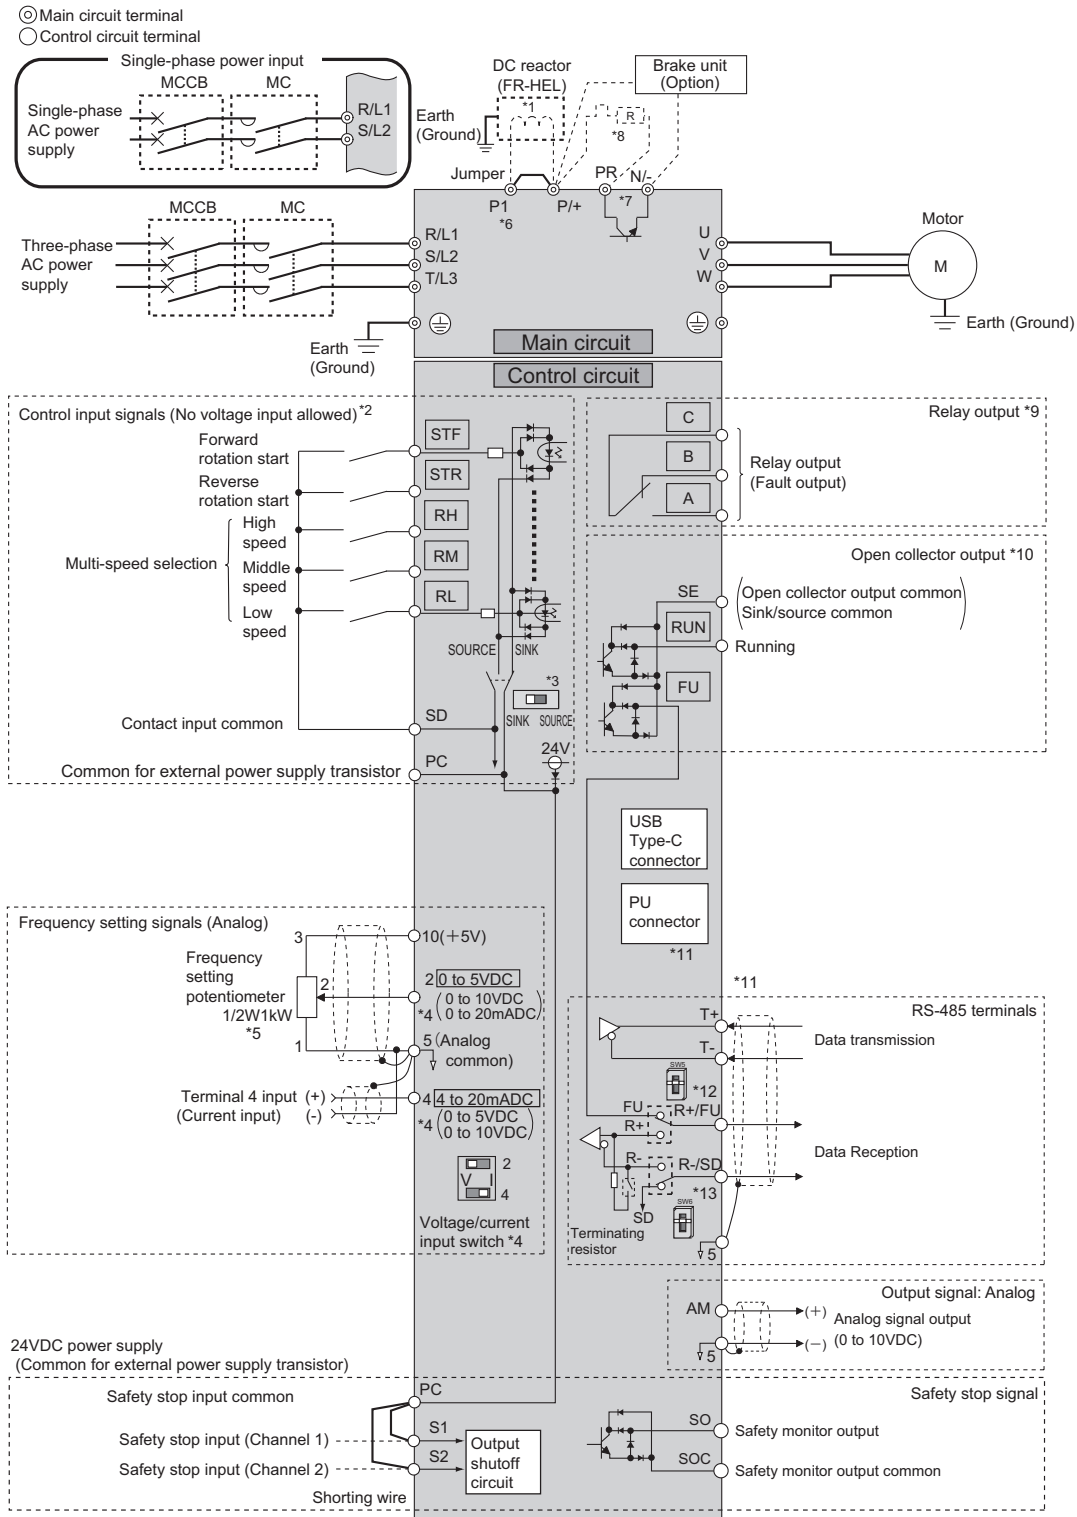 Main circuit terminal
Control circuit terminal
Single-phase power input
MCCB
MC
Single-phase
AC power
supply
R/L1
S/L2
DC reactor
(FR-HEL)
*1
Earth
(Ground)
Brake unit
(Option)
R
*8
Jumper
PR
N/-
P1
*6
P/+
*7
MCCB
MC
Three-phase
AC power
supply
R/L1
S/L2
T/L3
U
V
W
Motor
M
Earth
(Ground)
Earth (Ground)
Main circuit
Control circuit
Control input signals (No voltage input allowed)*2
Forward
rotation start
Reverse
rotation start
Multi-speed selection
High
speed
Middle
speed
Low
speed
STF
STR
RH
RM
RL
SOURCE
SINK
*3
SINK
SOURCE
Contact input common
SD
24V
Common for external power supply transistor
PC
Relay output *9
C
B
A
Relay output
(Fault output)
Open collector output *10
SE
Open collector output common
Sink/source common
RUN
Running
FU
USB
Type-C
connector
PU
connector
*11
Frequency setting signals (Analog)
Frequency
setting
potentiometer
1/2W1kW
*5
3
2
1
10(+5V)
2 0 to 5VDC
*4 (0 to 10VDC
0 to 20mADC)
5 (Analog
common)
Terminal 4 input
(Current input)
(+)
(-)
4 4 to 20mADC
*4 (0 to 5VDC
0 to 10VDC)
2
V I
4
Voltage/current
input switch *4
*11
RS-485 terminals
T+
Data transmission
T-
SW5
*12
FU
R+/FU
R+
R-
R-/SD
Data Reception
*13
SD
SW6
Terminating
resistor
5
Output signal: Analog
AM
(+)
Analog signal output
(0 to 10VDC)
5
(-)
24VDC power supply
(Common for external power supply transistor)
PC
Safety stop input common
Safety stop signal
Safety stop input (Channel 1)
S1
Safety stop input (Channel 2)
S2
Output
shutoff
circuit
Shorting wire
SO
Safety monitor output
SOC
Safety monitor output common